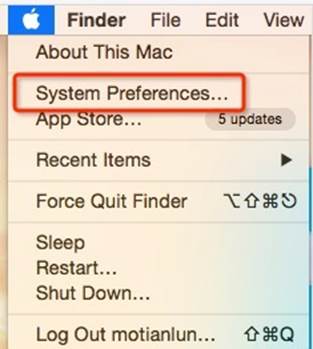 Finder File Edit View
About This Mac
System Preferences...
App Store... 5 updates
Recent Items ▶
Force Quit Finder ⌥⇧⌘⎋
Sleep
Restart...
Shut Down...
Log Out motianlun... ⇧⌘Q